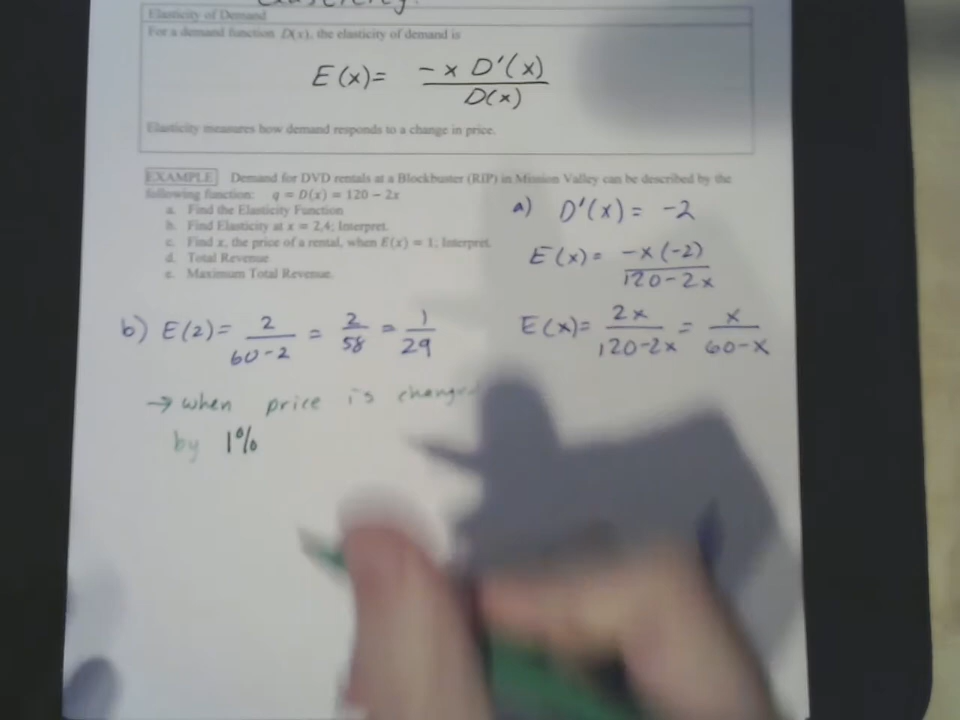 Elasticity
Elasticity of Demand
For a demand function D(x), the elasticity of demand is
E(x) = -x D'(x) / D(x)
Elasticity measures how demand responds to a change in price.
EXAMPLE Demand for DVD rentals at a Blockbuster (RIP) in Mission Valley can be described by the
following function: q = D(x) = 120 − 2x
a. Find the Elasticity Function
b. Find Elasticity at x = 2,4; Interpret.
c. Find x, the price of a rental, when E(x) = 1; Interpret.
d. Total Revenue
e. Maximum Total Revenue.
a) D'(x) = -2
E(x) = -x(-2) / 120-2x
E(x) = 2x / 120-2x = x / 60-x
b) E(2) = 2 / 60-2 = 2 / 58 = 1 / 29
→ when price is changed
by 1%